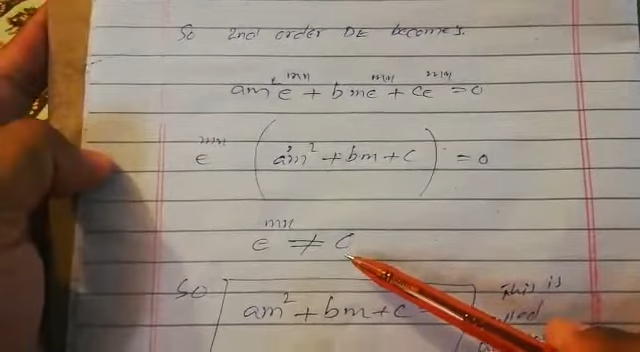 So 2nd order DE becomes.
am²e^mx + bme^mx + ce^mx = 0
e^mx (am² + bm + c) = 0
e^mx ≠ 0
So am² + bm + c =
This is